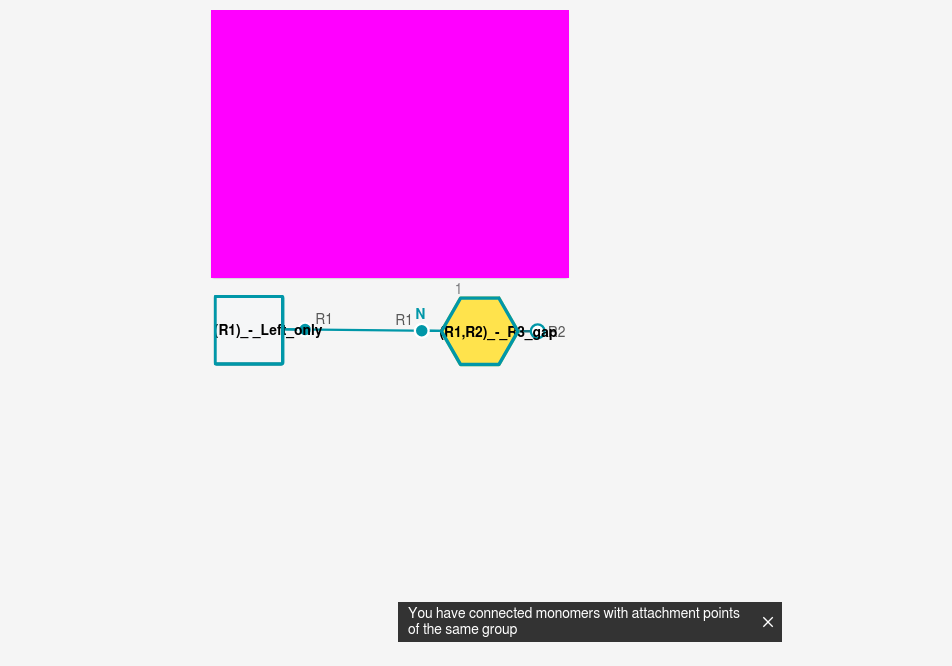 1
R1 R1 N
(R1)_-_Left_only (R1,R2)_-_R3_gap R2
You have connected monomers with attachment points
of the same group